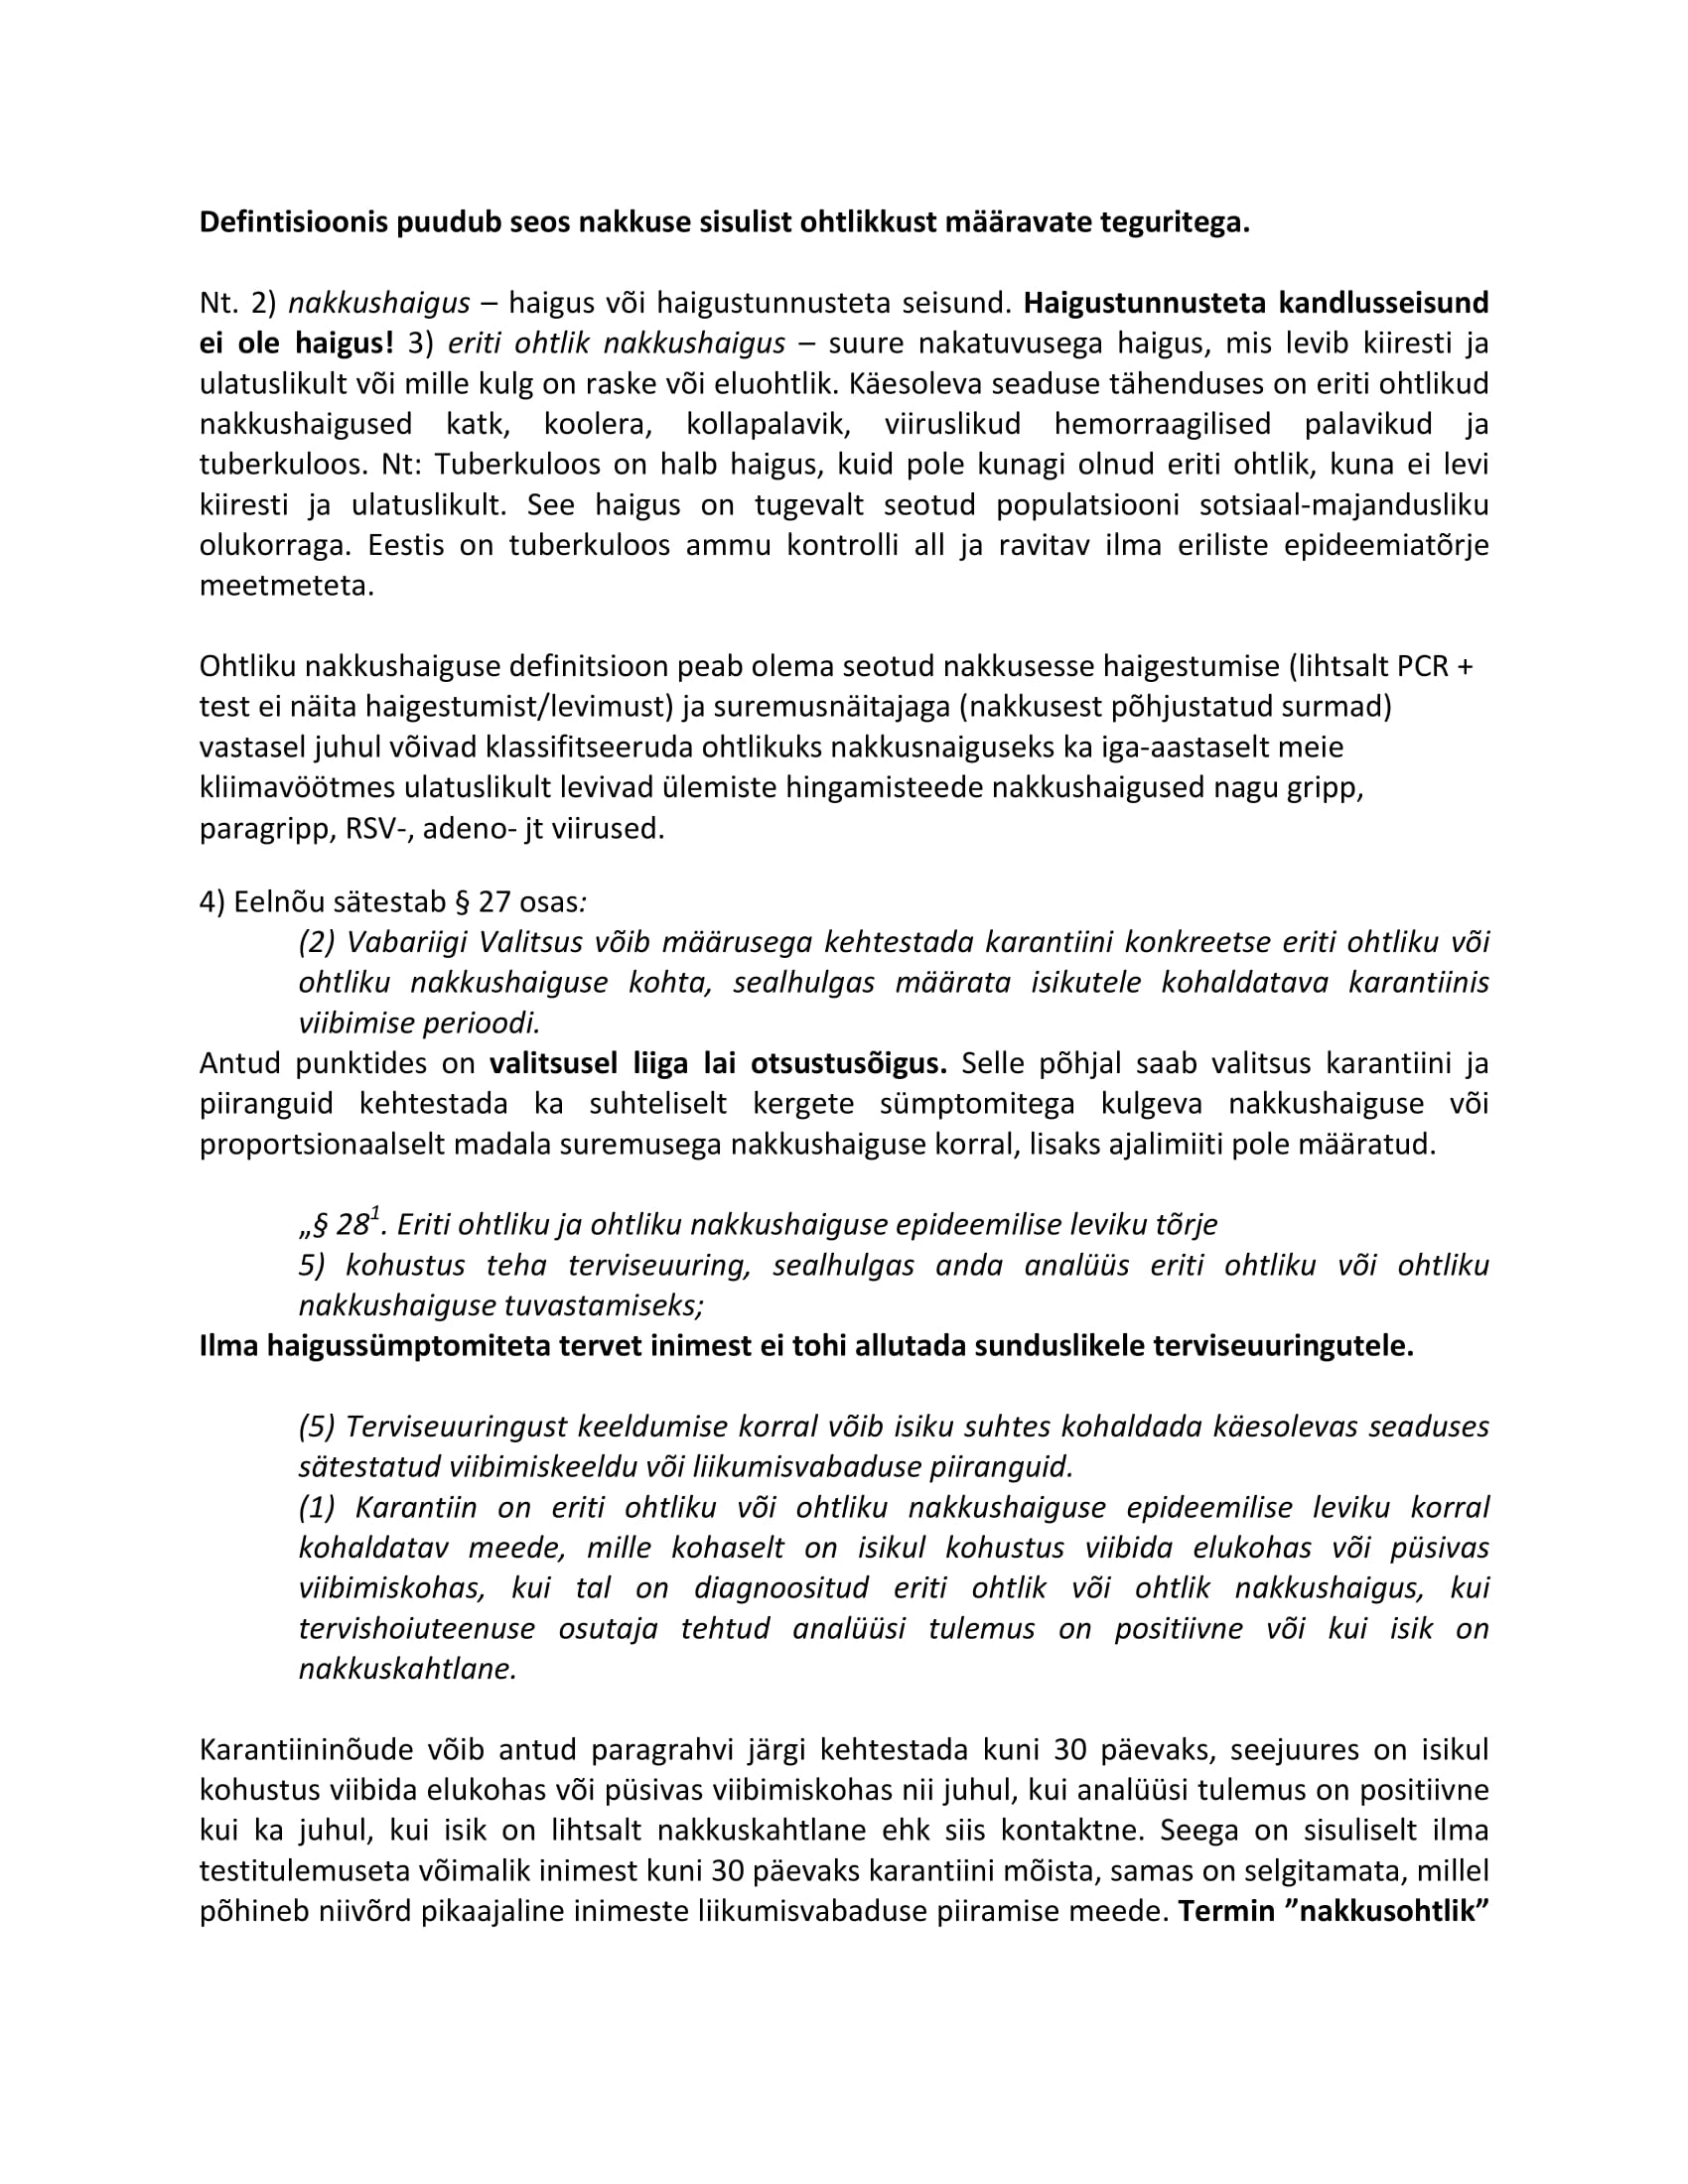 Defintisioonis puudub seos nakkuse sisulist ohtlikkust määravate teguritega.
Nt. 2) nakkushaigus – haigus või haigustunnusteta seisund. Haigustunnusteta kandlusseisund
ei ole haigus! 3) eriti ohtlik nakkushaigus – suure nakatuvusega haigus, mis levib kiiresti ja
ulatuslikult või mille kulg on raske või eluohtlik. Käesoleva seaduse tähenduses on eriti ohtlikud
nakkushaigused katk, koolera, kollapalavik, viiruslikud hemorraagilised palavikud ja
tuberkuloos. Nt: Tuberkuloos on halb haigus, kuid pole kunagi olnud eriti ohtlik, kuna ei levi
kiiresti ja ulatuslikult. See haigus on tugevalt seotud populatsiooni sotsiaal-majandusliku
olukorraga. Eestis on tuberkuloos ammu kontrolli all ja ravitav ilma eriliste epideemiatõrje
meetmeteta.
Ohtliku nakkushaiguse definitsioon peab olema seotud nakkusesse haigestumise (lihtsalt PCR +
test ei näita haigestumist/levimust) ja suremusnäitajaga (nakkusest põhjustatud surmad)
vastasel juhul võivad klassifitseeruda ohtlikuks nakkusnaiguseks ka iga-aastaselt meie
kliimavöötmes ulatuslikult levivad ülemiste hingamisteede nakkushaigused nagu gripp,
paragripp, RSV-, adeno- jt viirused.
4) Eelnõu sätestab § 27 osas:
(2) Vabariigi Valitsus võib määrusega kehtestada karantiini konkreetse eriti ohtliku või
ohtliku nakkushaiguse kohta, sealhulgas määrata isikutele kohaldatava karantiinis
viibimise perioodi.
Antud punktides on valitsusel liiga lai otsustusõigus. Selle põhjal saab valitsus karantiini ja
piiranguid kehtestada ka suhteliselt kergete sümptomitega kulgeva nakkushaiguse või
proportsionaalselt madala suremusega nakkushaiguse korral, lisaks ajalimiiti pole määratud.
„§ 28¹. Eriti ohtliku ja ohtliku nakkushaiguse epideemilise leviku tõrje
5) kohustus teha terviseuuring, sealhulgas anda analüüs eriti ohtliku või ohtliku
nakkushaiguse tuvastamiseks;
Ilma haigussümptomiteta tervet inimest ei tohi allutada sunduslikele terviseuuringutele.
(5) Terviseuuringust keeldumise korral võib isiku suhtes kohaldada käesolevas seaduses
sätestatud viibimiskeeldu või liikumisvabaduse piiranguid.
(1) Karantiin on eriti ohtliku või ohtliku nakkushaiguse epideemilise leviku korral
kohaldatav meede, mille kohaselt on isikul kohustus viibida elukohas või püsivas
viibimiskohas, kui tal on diagnoositud eriti ohtlik või ohtlik nakkushaigus, kui
tervishoiuteenuse osutaja tehtud analüüsi tulemus on positiivne või kui isik on
nakkuskahtlane.
Karantiininõude võib antud paragrahvi järgi kehtestada kuni 30 päevaks, seejuures on isikul
kohustus viibida elukohas või püsivas viibimiskohas nii juhul, kui analüüsi tulemus on positiivne
kui ka juhul, kui isik on lihtsalt nakkuskahtlane ehk siis kontaktne. Seega on sisuliselt ilma
testitulemuseta võimalik inimest kuni 30 päevaks karantiini mõista, samas on selgitamata, millel
põhineb niivõrd pikaajaline inimeste liikumisvabaduse piiramise meede. Termin ”nakkusohtlik”